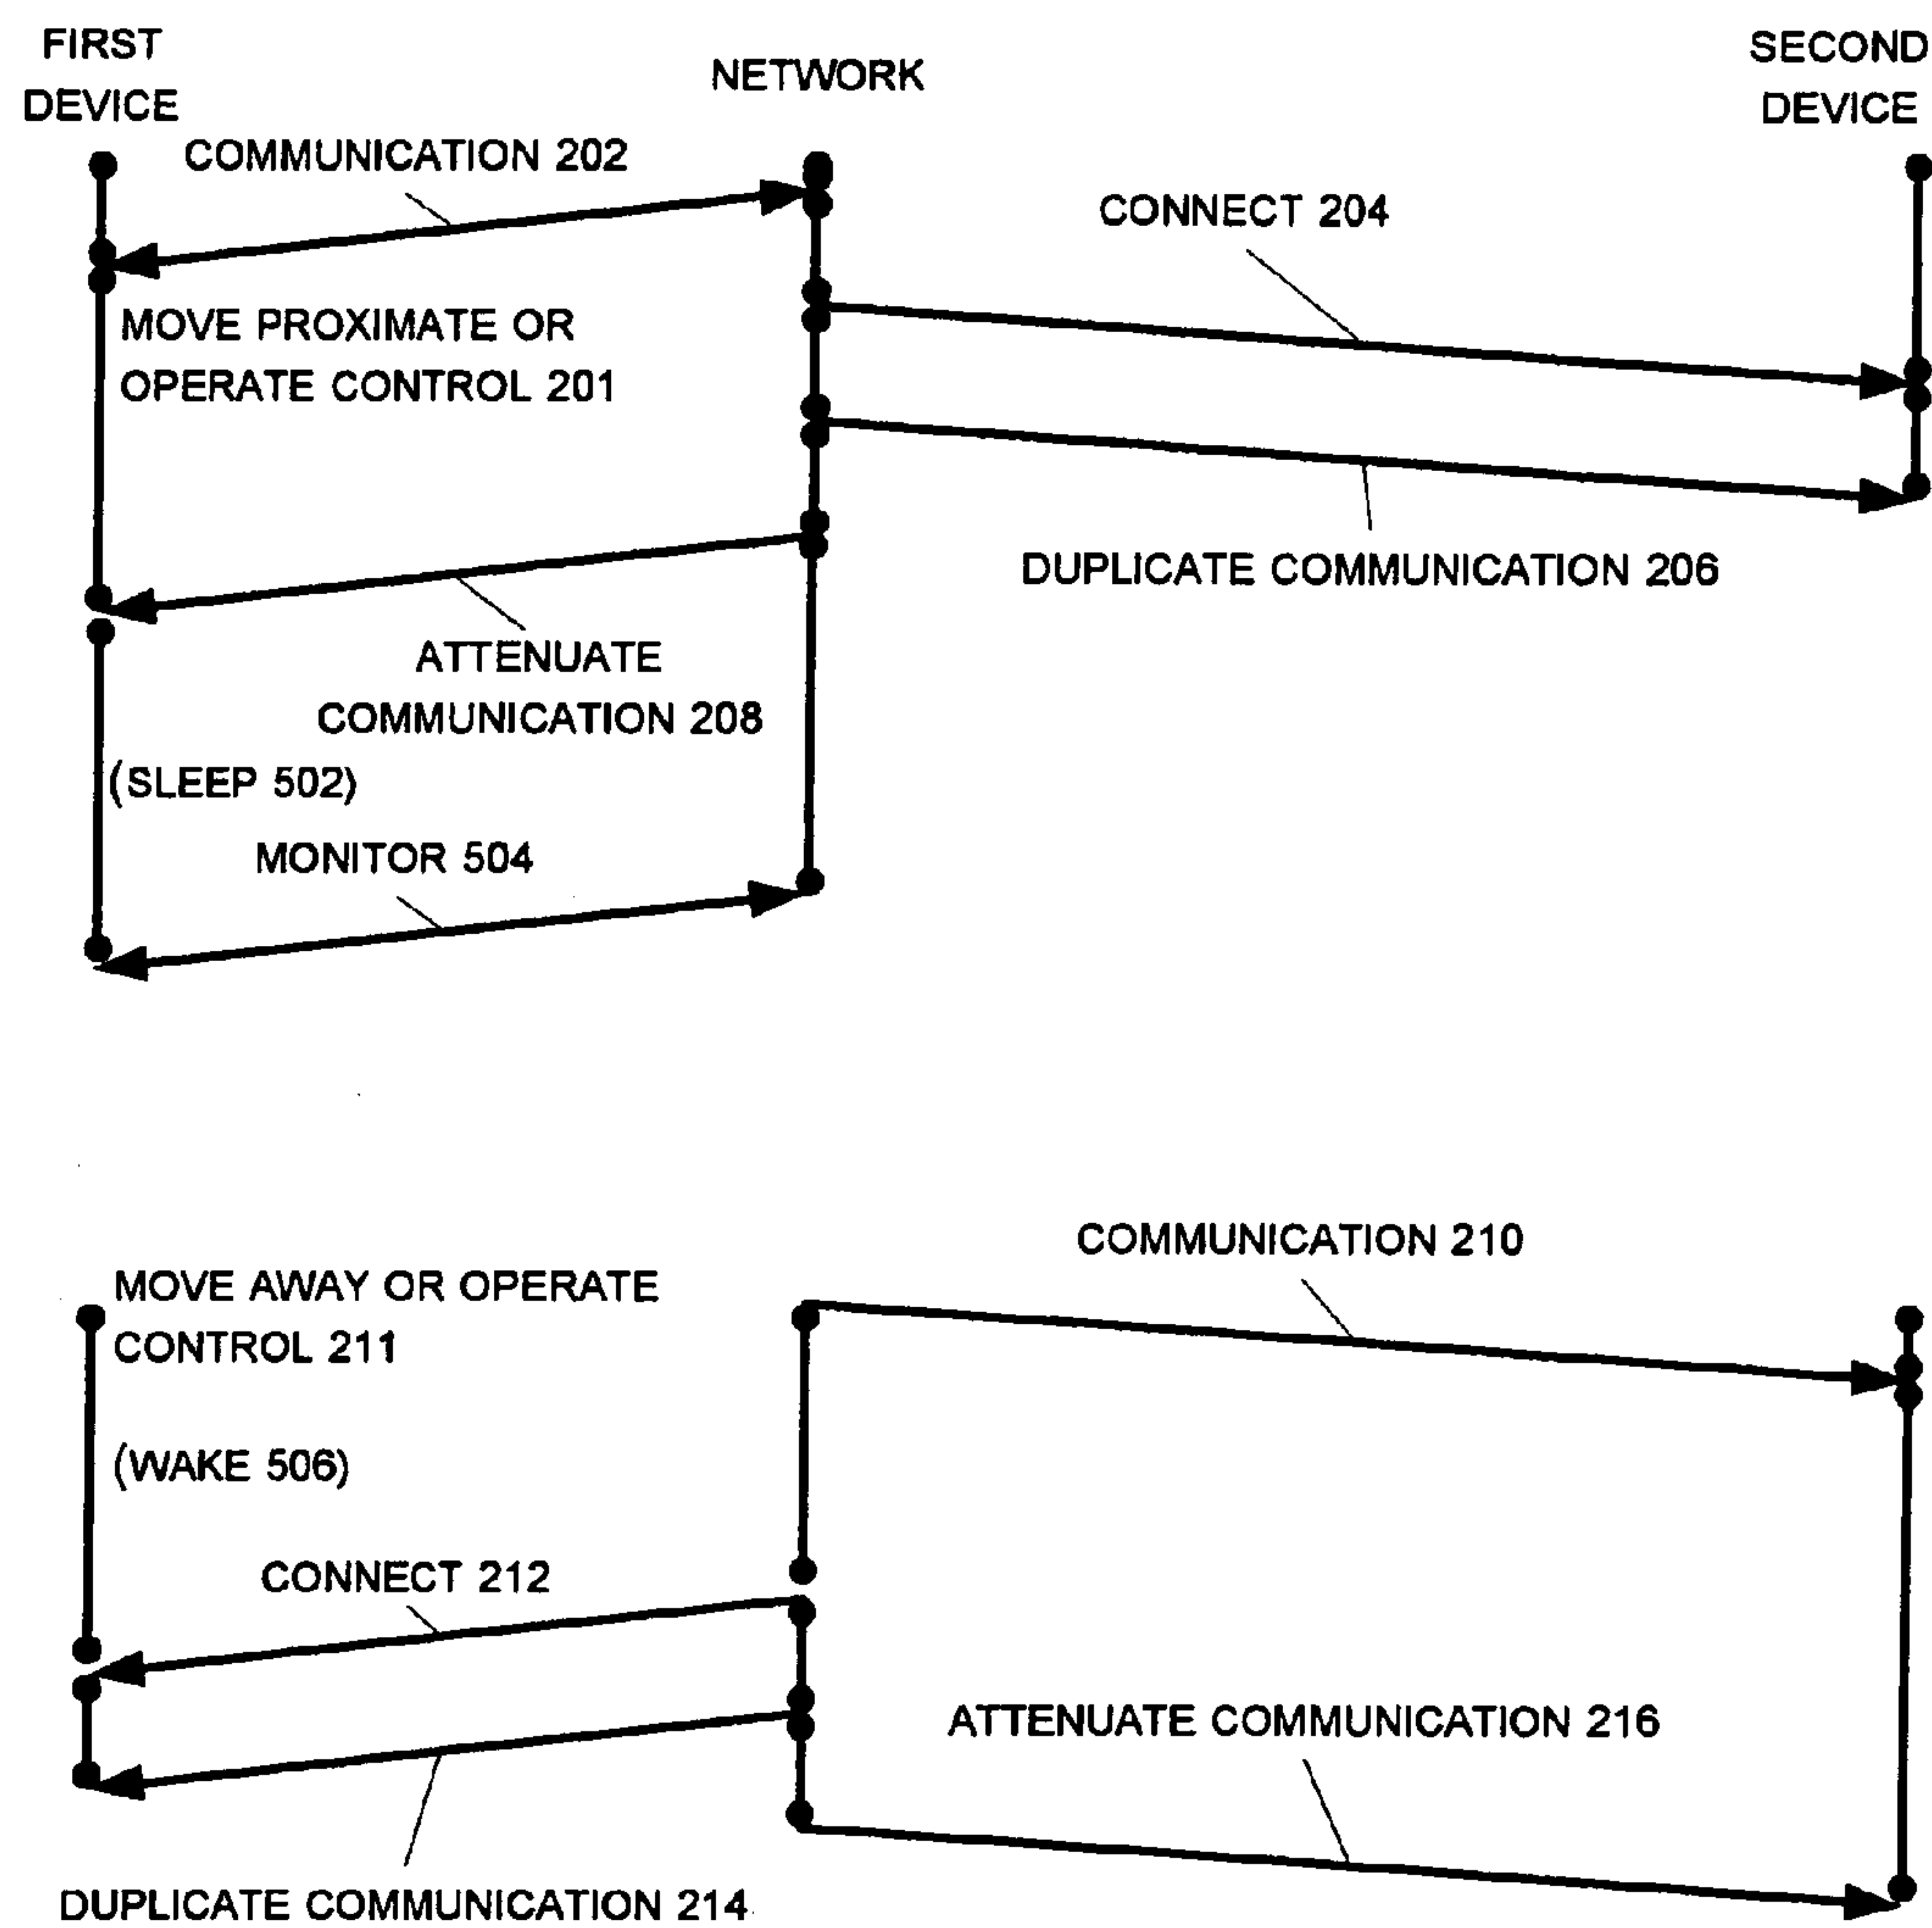 FIRST
DEVICE
NETWORK
SECOND
DEVICE
COMMUNICATION 202
CONNECT 204
MOVE PROXIMATE OR
OPERATE CONTROL 201
DUPLICATE COMMUNICATION 206
ATTENUATE
COMMUNICATION 208
(SLEEP 502)
MONITOR 504
COMMUNICATION 210
MOVE AWAY OR OPERATE
CONTROL 211
(WAKE 506)
CONNECT 212
ATTENUATE COMMUNICATION 216
DUPLICATE COMMUNICATION 214